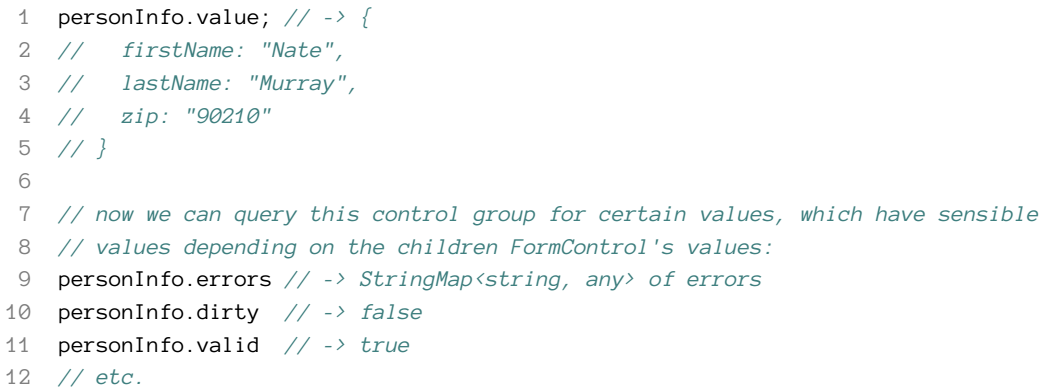 1 personInfo.value; // -> {
2 //   firstName: "Nate",
3 //   lastName: "Murray",
4 //   zip: "90210"
5 // }
6
7 // now we can query this control group for certain values, which have sensible
8 // values depending on the children FormControl's values:
9 personInfo.errors // -> StringMap<string, any> of errors
10 personInfo.dirty  // -> false
11 personInfo.valid  // -> true
12 // etc.